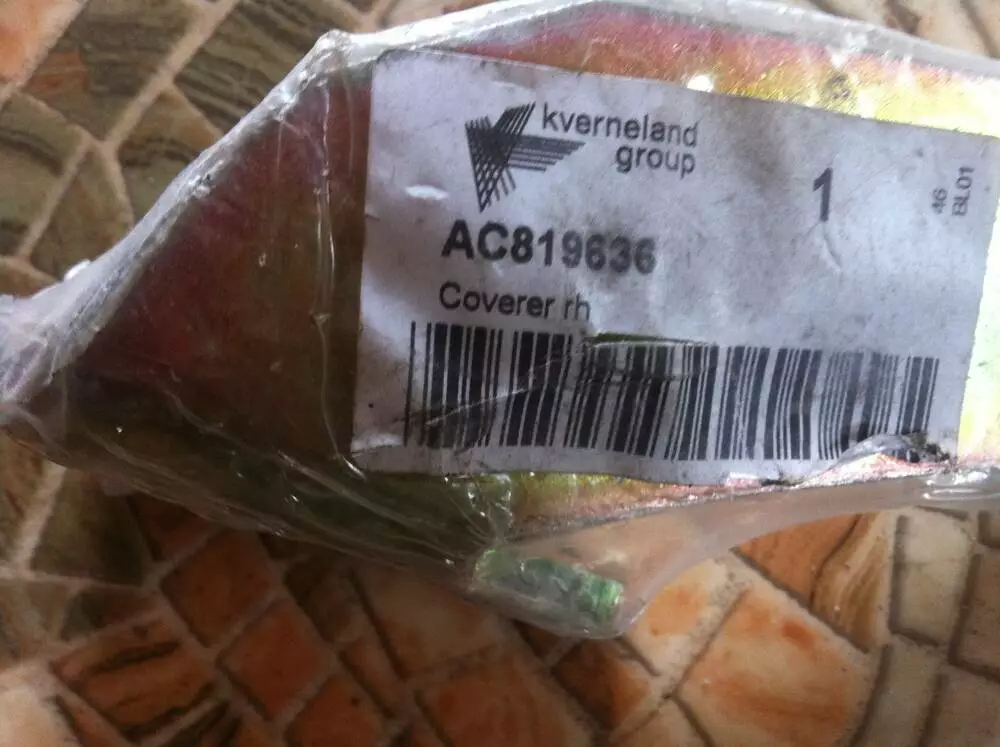 kverneland
group
1
46
BL01
AC819636
Coverer rh